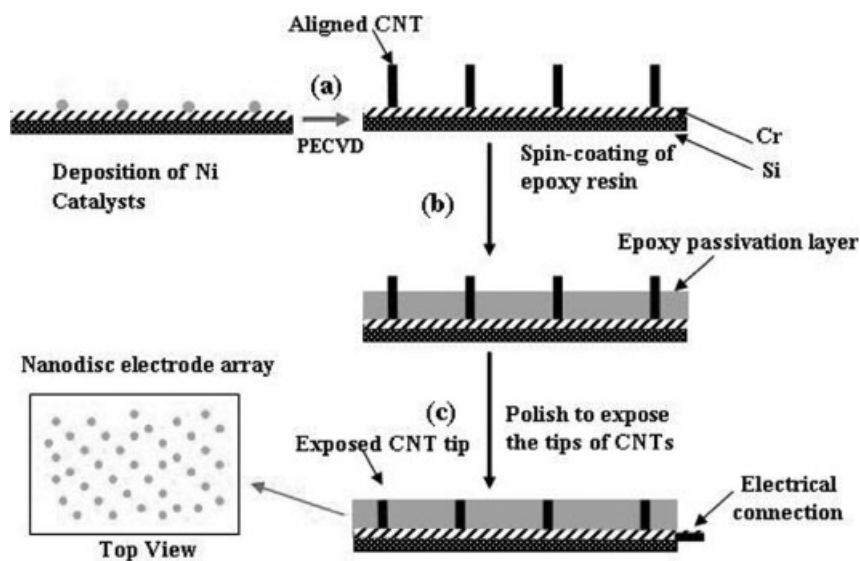 Aligned CNT
(a)
PECVD
Deposition of Ni
Catalysts
Cr
Si
Spin-coating of
epoxy resin
(b)
Epoxy passivation layer
Nanodisc electrode array
(c)
Polish to expose
the tips of CNTs
Exposed CNT tip
Electrical
connection
Top View